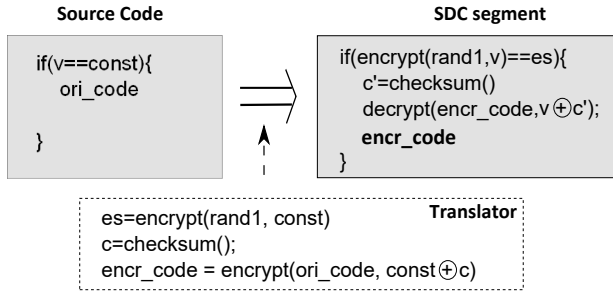 Source Code
if(v==const){
ori_code
}
SDC segment
if(encrypt(rand1,v)==es){
c'=checksum()
decrypt(encr_code,v⊕c');
encr_code
}
Translator
es=encrypt(rand1, const)
c=checksum();
encr_code = encrypt(ori_code, const⊕c)